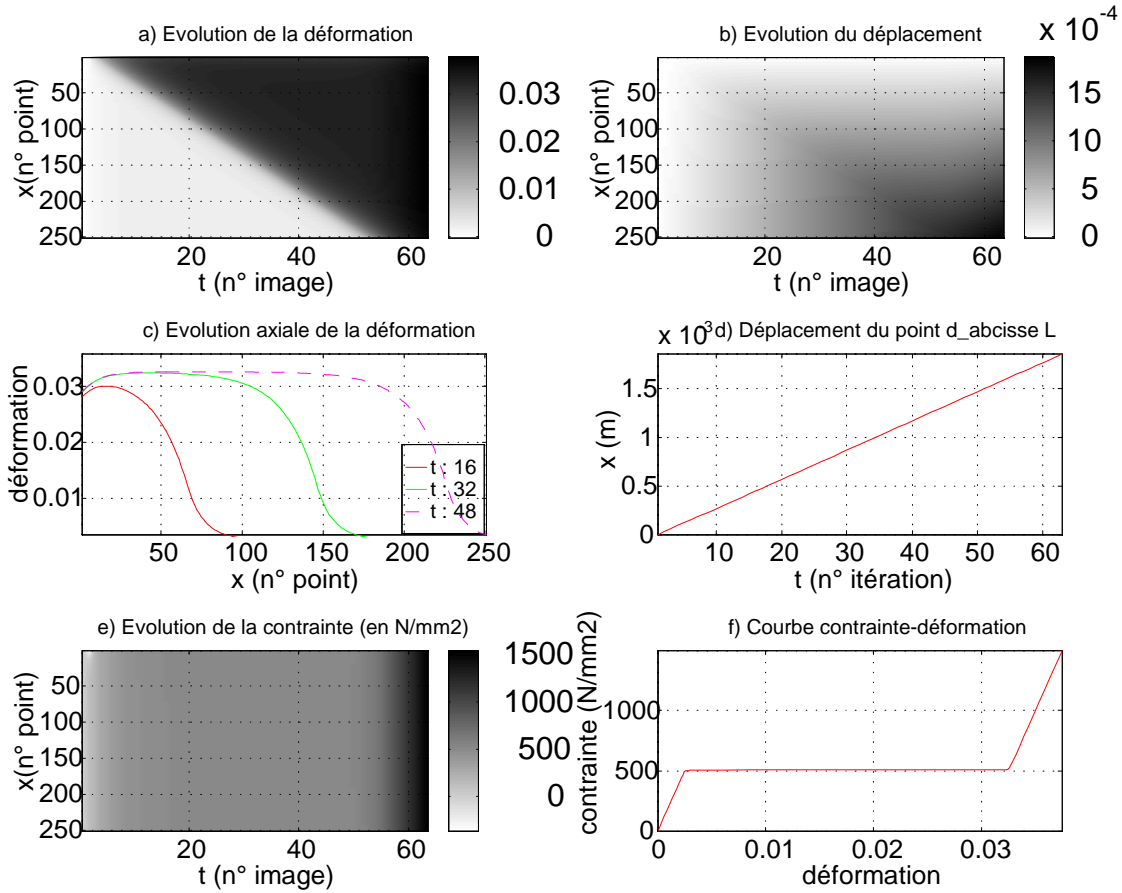 a) Evolution de la déformation
x(n° point)
50
100
150
200
250
20
40
60
t (n° image)
0.03
0.02
0.01
0
b) Evolution du déplacement
x 10-4
x(n° point)
50
100
150
200
250
20
40
60
t (n° image)
15
10
5
0
c) Evolution axiale de la déformation
déformation
0.03
0.02
0.01
50
100
150
200
250
x (n° point)
t : 16
t : 32
t : 48
x 10-3
d) Déplacement du point d_abcisse L
x (m)
1.5
1
0.5
0
10
20
30
40
50
60
t (n° itération)
e) Evolution de la contrainte (en N/mm2)
x(n° point)
50
100
150
200
250
20
40
60
t (n° image)
1500
1000
500
0
f) Courbe contrainte-déformation
contrainte (N/mm2)
1000
500
0
0
0.01
0.02
0.03
déformation